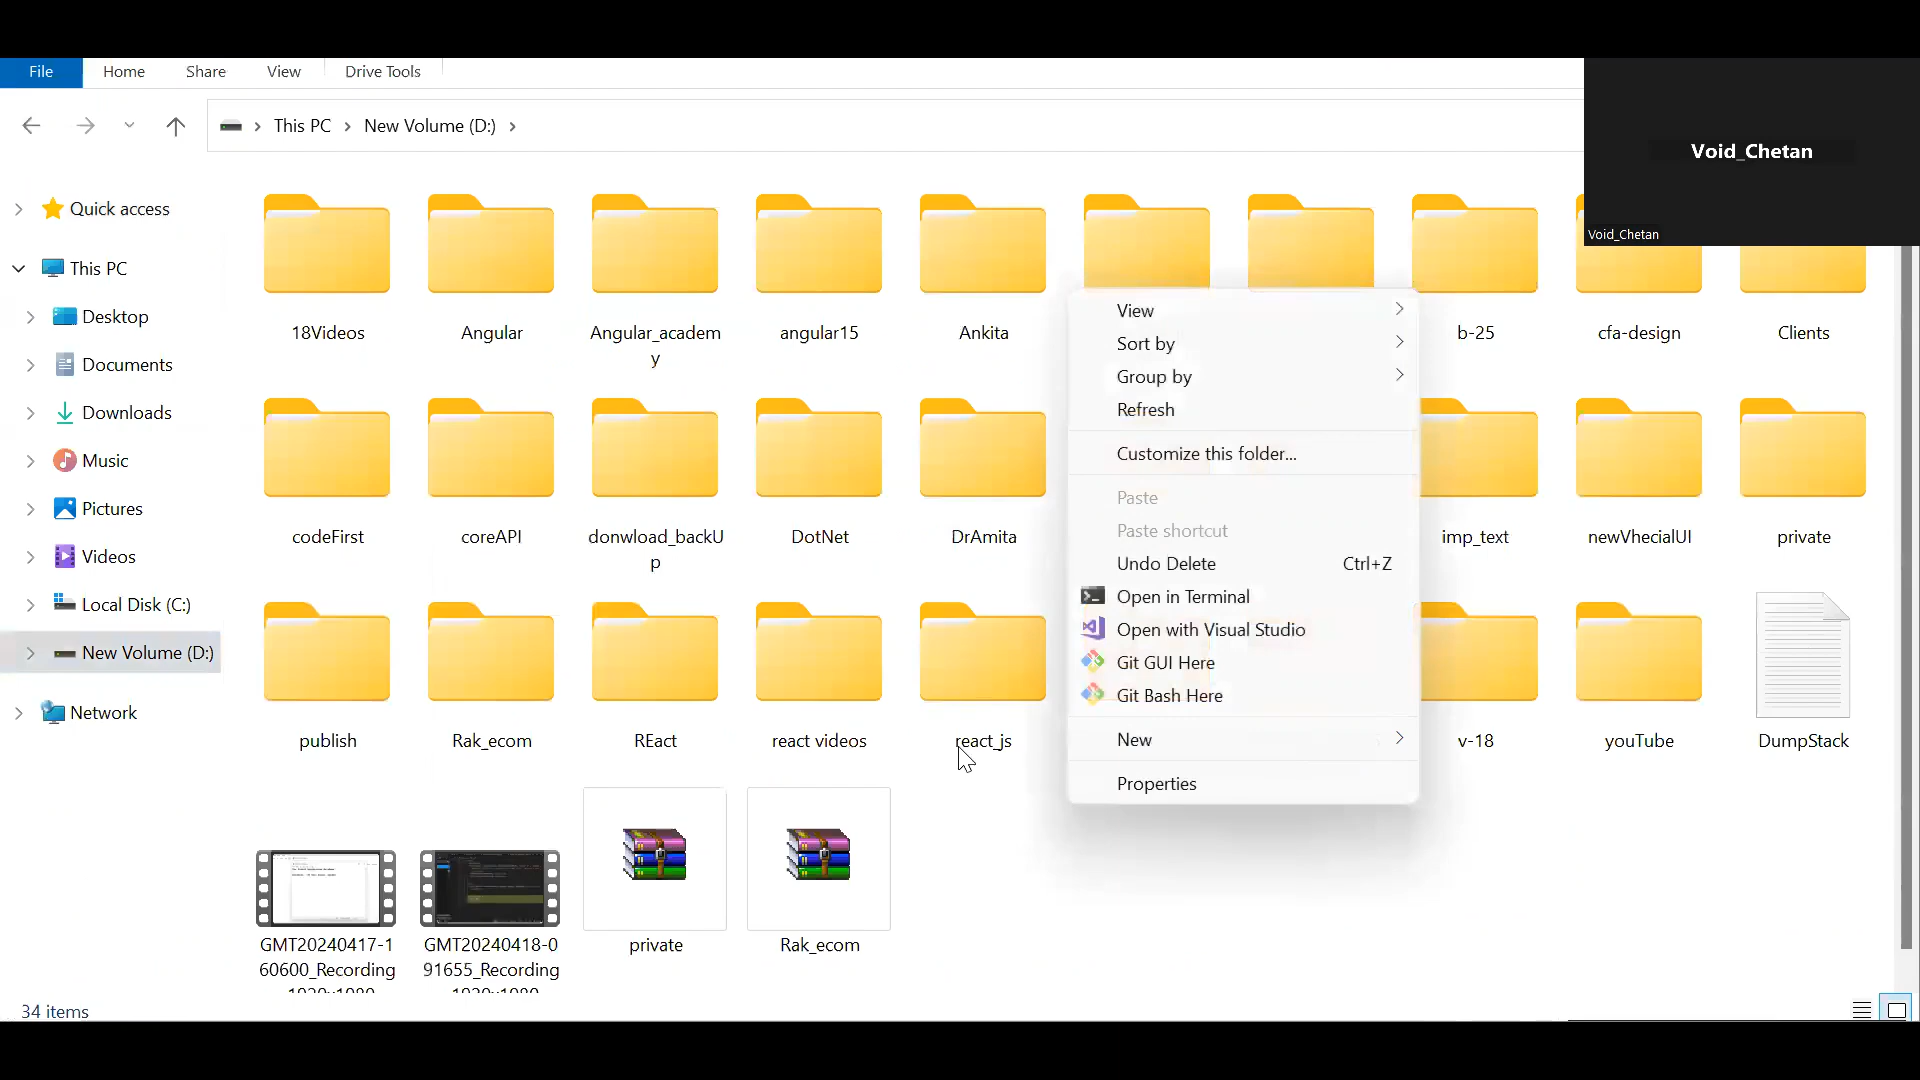 File Home Share View Drive Tools
This PC New Volume (D:)
Void_Chetan
Void_Chetan
Quick access
This PC
Desktop
Documents
Downloads
Music
Pictures
Videos
Local Disk (C:)
New Volume (D:)
Network
18Videos Angular Angular_academ angular15 Ankita b-25 cfa-design Clients
y
codeFirst coreAPI donwload_backU DotNet DrAmita imp_text newVhecialUI private
p
publish Rak_ecom REact react videos react_js v-18 youTube DumpStack
GMT20240417-1 GMT20240418-0 private Rak_ecom
60600_Recording 91655_Recording
View
Sort by
Group by
Refresh
Customize this folder...
Paste
Paste shortcut
Undo Delete Ctrl+Z
Open in Terminal
Open with Visual Studio
Git GUI Here
Git Bash Here
New
Properties
34 items